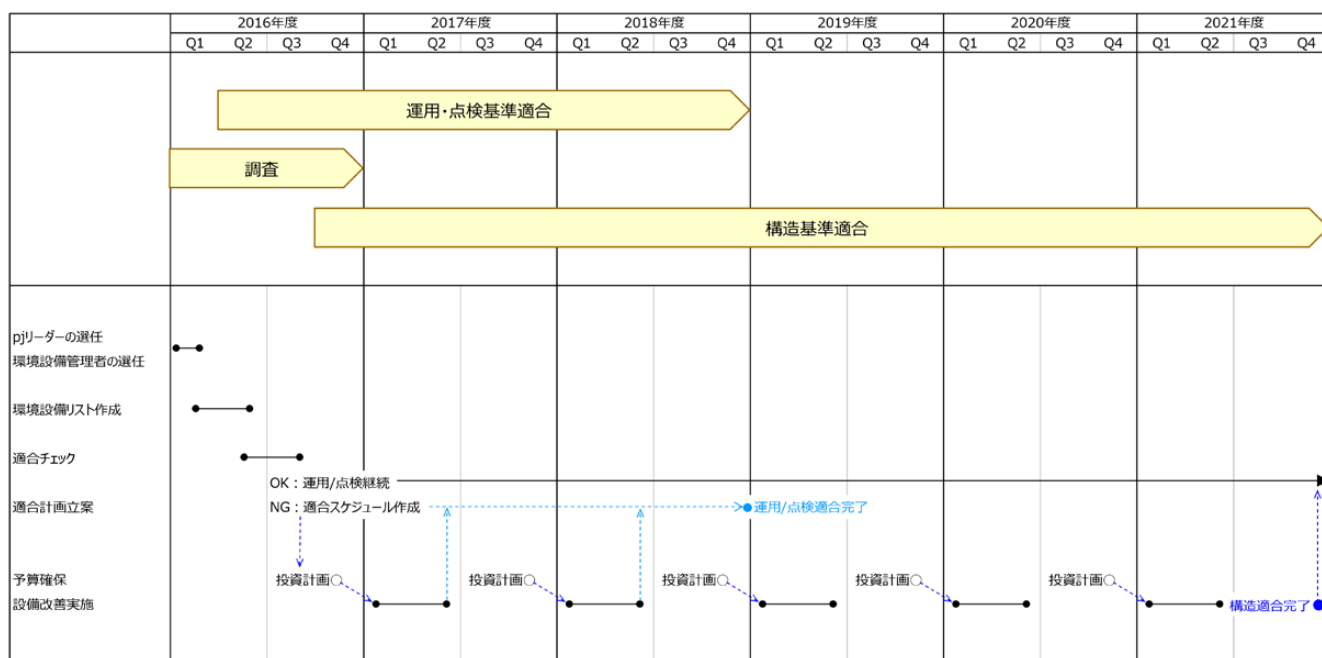 2016年度 2017年度 2018年度 2019年度 2020年度 2021年度
Q1 Q2 Q3 Q4 Q1 Q2 Q3 Q4 Q1 Q2 Q3 Q4 Q1 Q2 Q3 Q4 Q1 Q2 Q3 Q4 Q1 Q2 Q3 Q4
運用・点検基準適合
調査
構造基準適合
pjリーダーの選任
環境設備管理者の選任
環境設備リスト作成
適合チェック
OK：運用/点検継続
適合計画立案 NG：適合スケジュール作成 運用/点検適合完了
予算確保 投資計画○ 投資計画○ 投資計画○ 投資計画○ 投資計画○
設備改善実施 構造適合完了